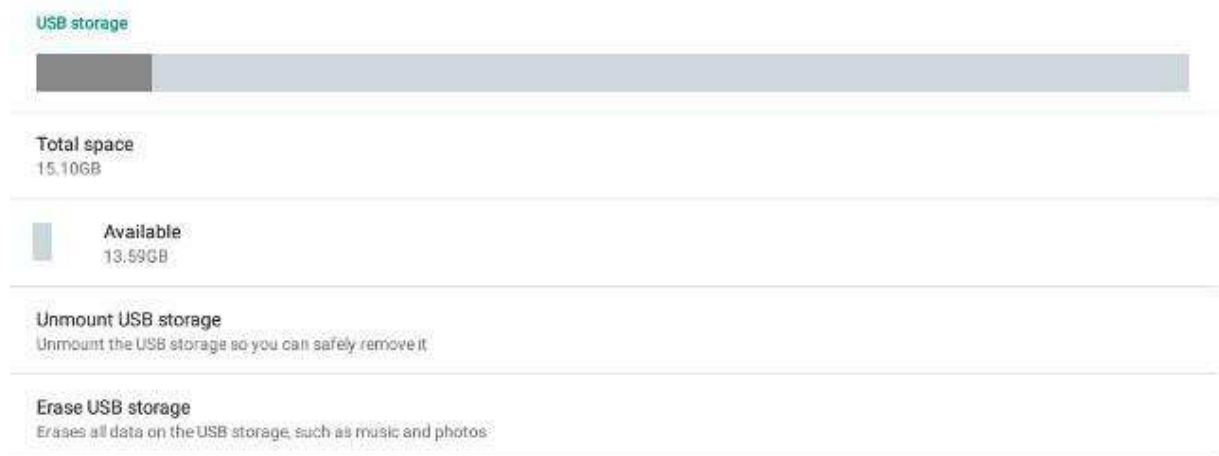 USB storage
Total space
15.10GB
Available
13.59GB
Unmount USB storage
Unmount the USB storage so you can safely remove it
Erase USB storage
Erases all data on the USB storage, such as music and photos